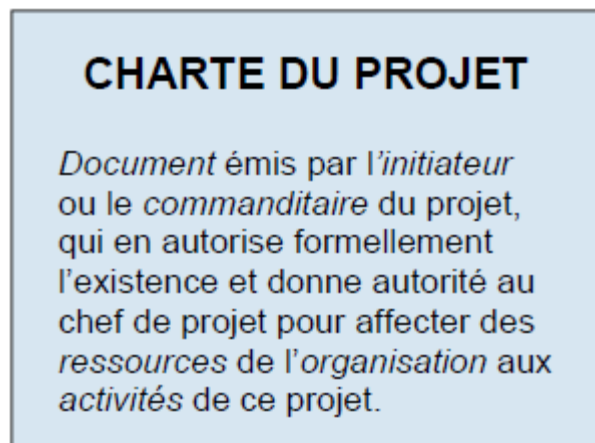 CHARTE DU PROJET
Document émis par l'initiateur
ou le commanditaire du projet,
qui en autorise formellement
l'existence et donne autorité au
chef de projet pour affecter des
ressources de l'organisation aux
activités de ce projet.